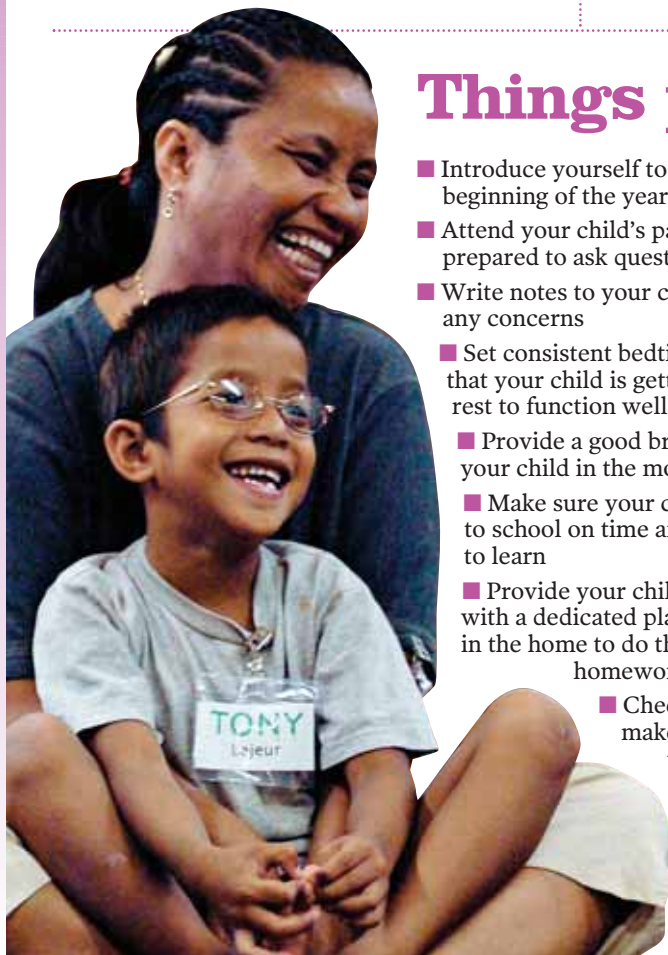 Things
■ Introduce yourself to
beginning of the year
■ Attend your child's pa
prepared to ask quest
■ Write notes to your c
any concerns
■ Set consistent bedti
that your child is gett
rest to function well
■ Provide a good br
your child in the mo
■ Make sure your c
to school on time a
to learn
■ Provide your chil
with a dedicated pla
in the home to do th
homewor
■ Chec
make
TONY
Lajeur